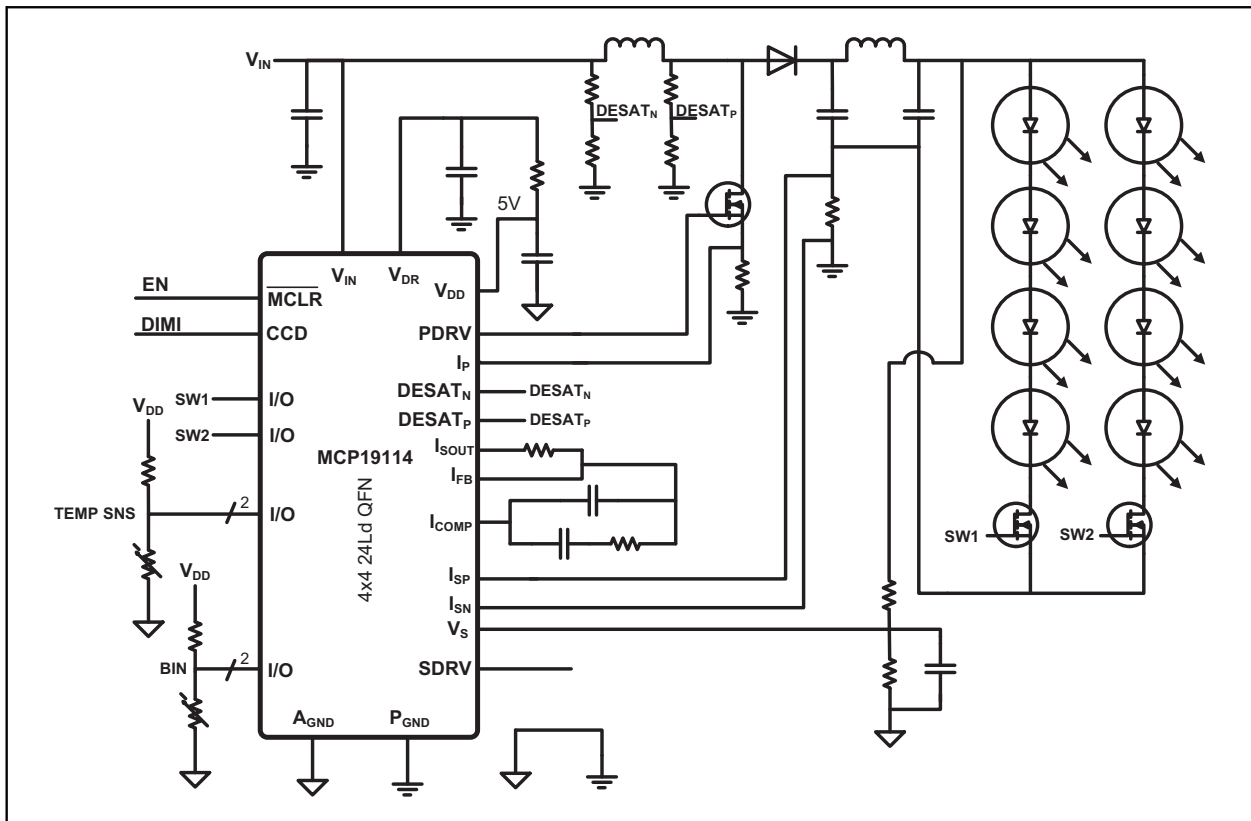 VIN
DESATN
DESATP
5V
VIN
VDR
VDD
EN
MCLR
DIMI
CCD
PDRV
IP
SW1
I/O
DESATN
DESATN
VDD
SW2
I/O
DESATP
DESATP
MCP19114
4x4 24Ld QFN
ISOUT
IFB
TEMP SNS
2
I/O
ICOMP
SW1
SW2
VDD
ISP
ISN
VS
BIN
2
I/O
SDRV
AGND
PGND